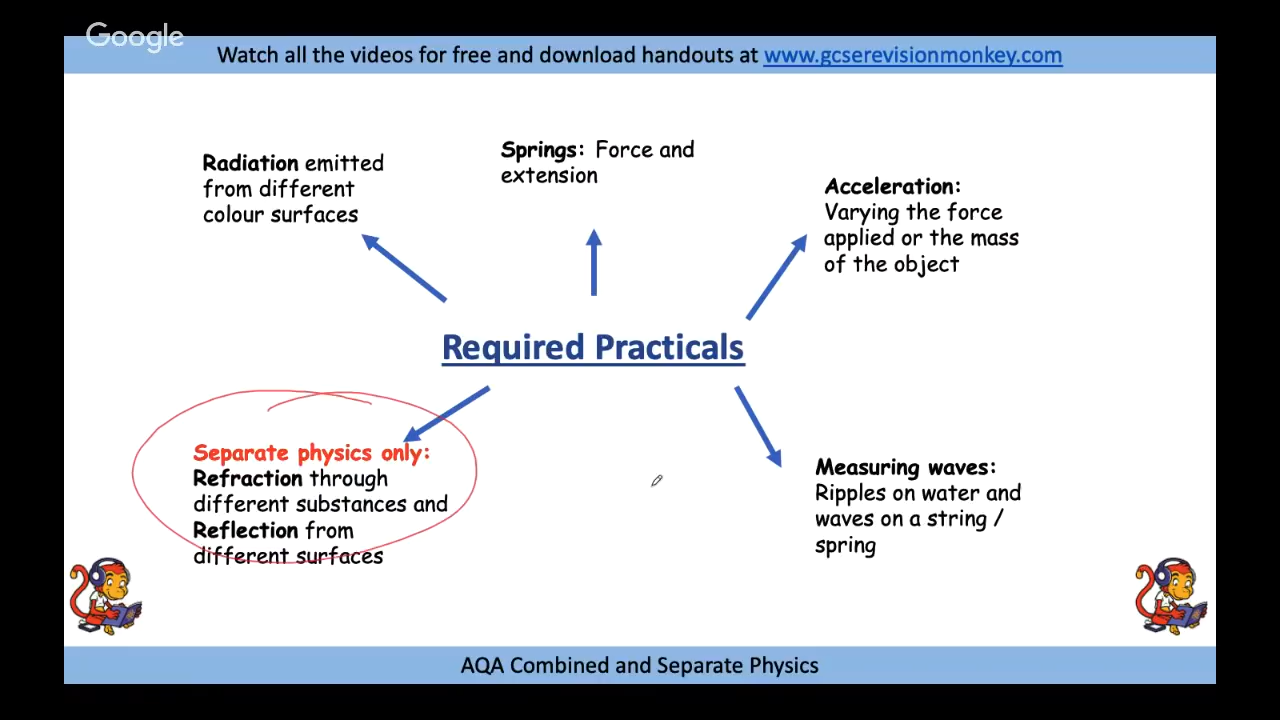 Google
Watch all the videos for free and download handouts at www.gcserevisionmonkey.com
Radiation emitted
from different
colour surfaces
Springs: Force and
extension
Acceleration:
Varying the force
applied or the mass
of the object
Required Practicals
Separate physics only:
Refraction through
different substances and
Reflection from
different surfaces
Measuring waves:
Ripples on water and
waves on a string /
spring
AQA Combined and Separate Physics